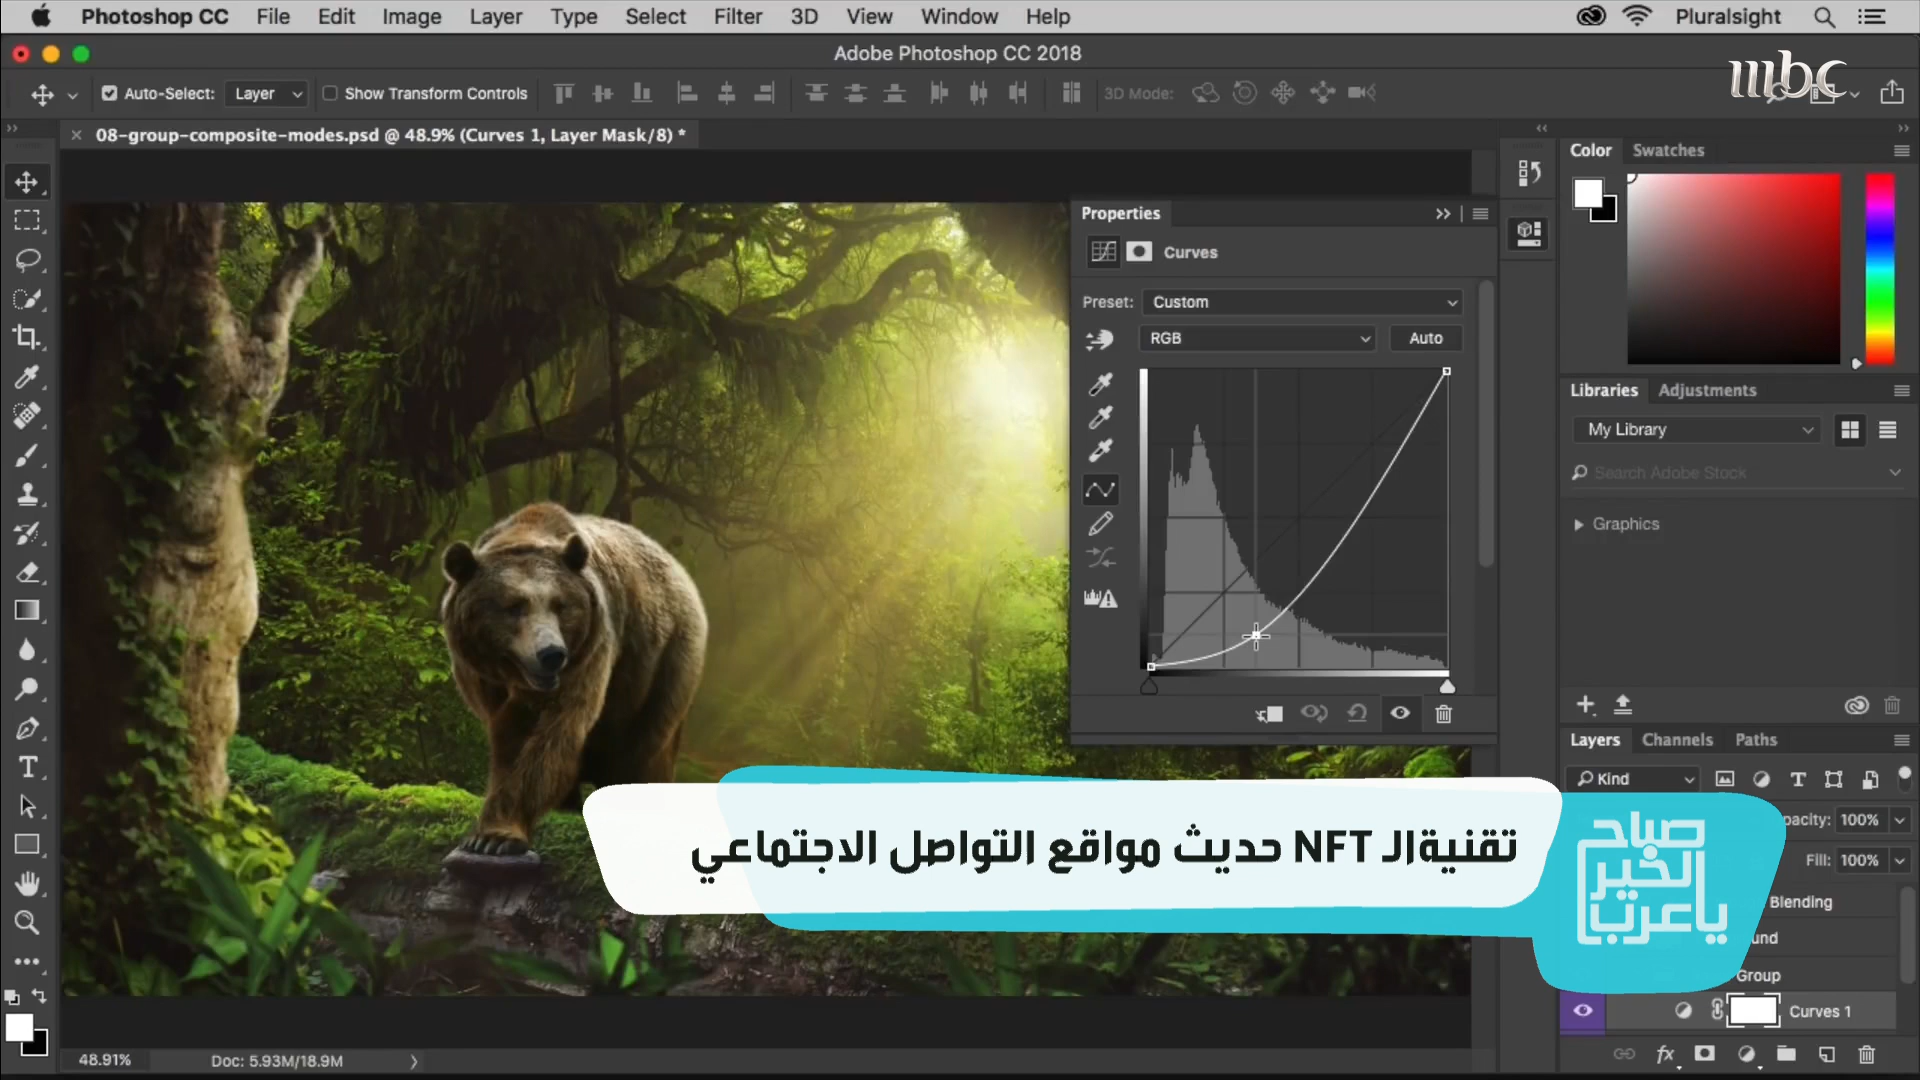 Photoshop CC File Edit Image Layer Type Select Filter 3D View Window Help Pluralsight
Adobe Photoshop CC 2018
mbc
Auto-Select: Layer Show Transform Controls 3D Mode:
08-group-composite-modes.psd @ 48.9% (Curves 1, Layer Mask/8) *
Color Swatches
Properties
Curves
Preset: Custom
RGB Auto
Libraries Adjustments
My Library
Search Adobe Stock
Graphics
Layers Channels Paths
Kind
pacity: 100%
Fill: 100%
تقنيةالـ NFT حديث مواقع التواصل الاجتماعي
صباح
الخير
ياعرب
Blending
und
Group
Curves 1
fx
48.91% Doc: 5.93M/18.9M